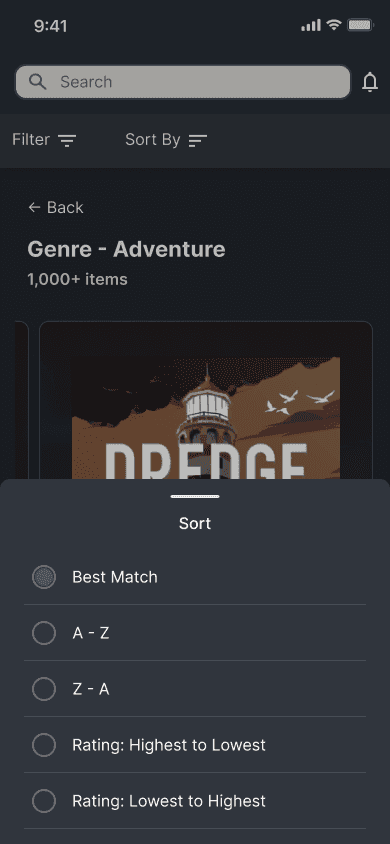 9:41
Search
Filter
Sort By
← Back
Genre - Adventure
1,000+ items
DREDGE
Sort
Best Match
A - Z
Z - A
Rating: Highest to Lowest
Rating: Lowest to Highest